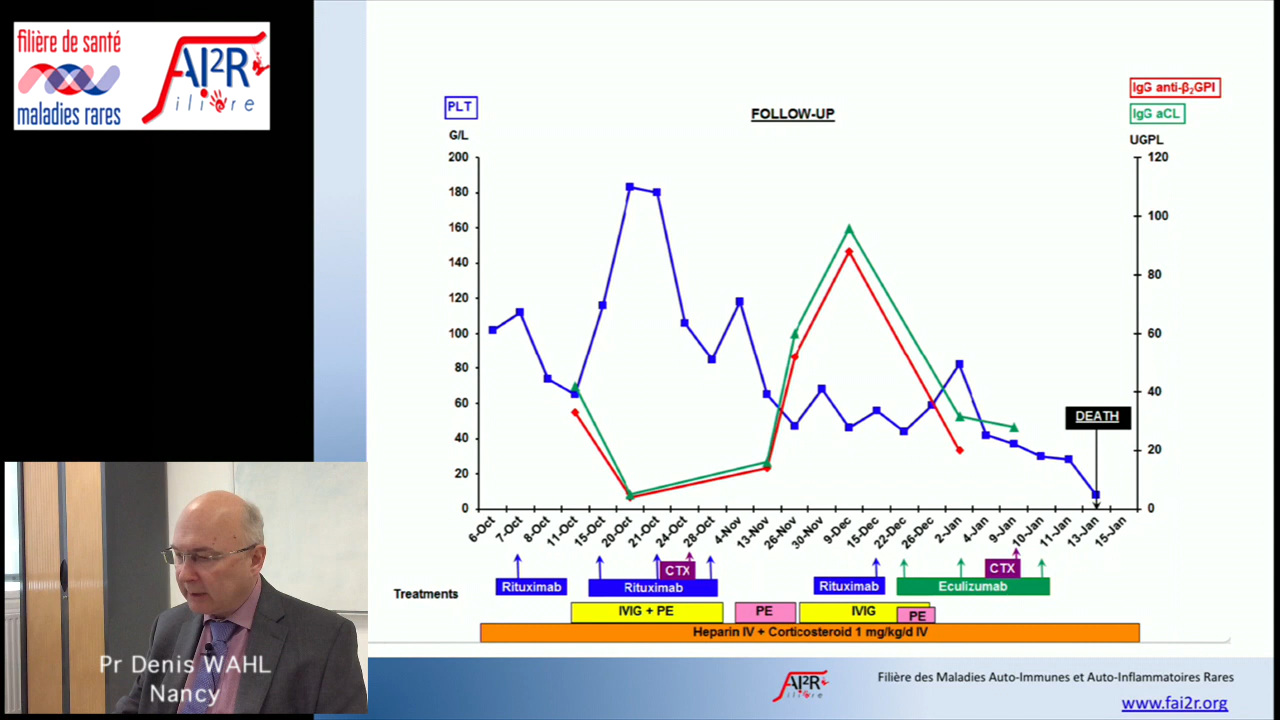 filière de santé
maladies rares
FAI²R
filière
PLT
G/L
FOLLOW-UP
IgG anti-β₂GPI
IgG aCL
UGPL
200
180
160
140
120
100
80
60
40
20
0
120
100
80
60
40
20
0
DEATH
6-Oct
7-Oct
8-Oct
11-Oct
15-Oct
20-Oct
21-Oct
24-Oct
28-Oct
4-Nov
13-Nov
26-Nov
30-Nov
9-Dec
15-Dec
22-Dec
26-Dec
2-Jan
4-Jan
9-Jan
10-Jan
11-Jan
13-Jan
15-Jan
Treatments
Rituximab
CTX
Rituximab
Rituximab
CTX
Eculizumab
IVIG + PE
PE
IVIG
PE
Heparin IV + Corticosteroid 1 mg/kg/d IV
Pr Denis WAHL
Nancy
FAI²R
filière
Filière des Maladies Auto-Immunes et Auto-Inflammatoires Rares
www.fai2r.org